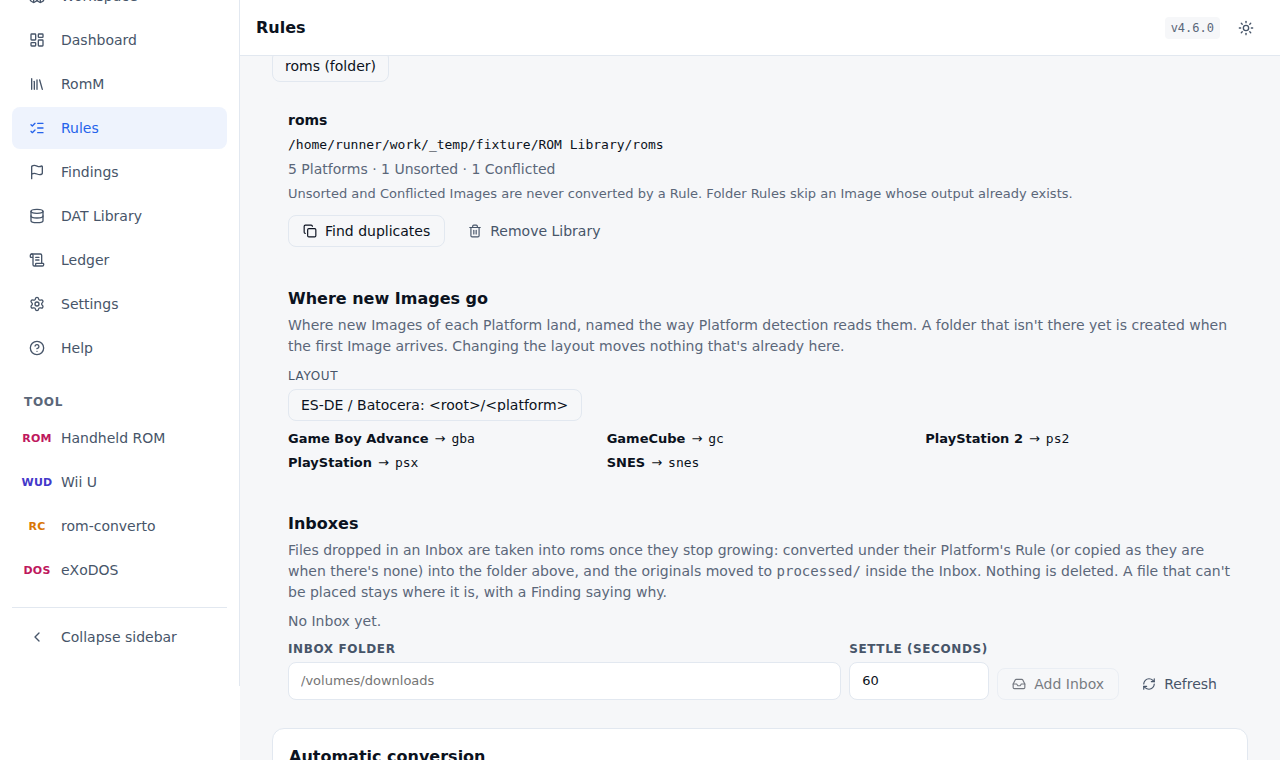 Dashboard
RomM
Rules
Findings
DAT Library
Ledger
Settings
Help
TOOL
ROM Handheld ROM
WUD Wii U
RC rom-converto
DOS eXoDOS
Collapse sidebar
Rules
v4.6.0
roms (folder)
roms
/home/runner/work/_temp/fixture/ROM Library/roms
5 Platforms · 1 Unsorted · 1 Conflicted
Unsorted and Conflicted Images are never converted by a Rule. Folder Rules skip an Image whose output already exists.
Find duplicates Remove Library
Where new Images go
Where new Images of each Platform land, named the way Platform detection reads them. A folder that isn't there yet is created when
the first Image arrives. Changing the layout moves nothing that's already here.
LAYOUT
ES-DE / Batocera: <root>/<platform>
Game Boy Advance → gba GameCube → gc PlayStation 2 → ps2
PlayStation → psx SNES → snes
Inboxes
Files dropped in an Inbox are taken into roms once they stop growing: converted under their Platform's Rule (or copied as they are
when there's none) into the folder above, and the originals moved to processed/ inside the Inbox. Nothing is deleted. A file that can't
be placed stays where it is, with a Finding saying why.
No Inbox yet.
INBOX FOLDER SETTLE (SECONDS)
/volumes/downloads 60 Add Inbox Refresh
Automatic conversion